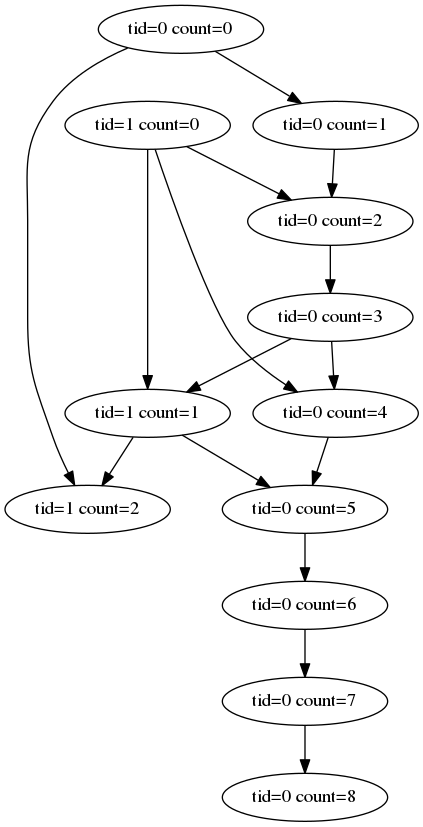 tid=0 count=0
tid=1 count=0
tid=0 count=1
tid=0 count=2
tid=0 count=3
tid=1 count=1
tid=0 count=4
tid=1 count=2
tid=0 count=5
tid=0 count=6
tid=0 count=7
tid=0 count=8